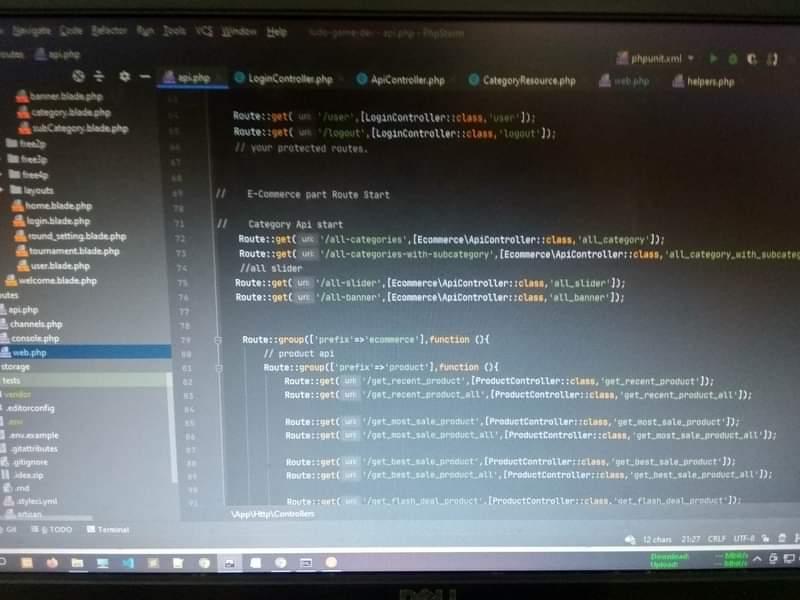 Navigate Code Refactor Run Tools VCS Window Help ludo-game-dev - api.php - PhpStorm
routes api.php phpunit.xml
api.php LoginController.php ApiController.php CategoryResource.php web.php helpers.php
banner.blade.php
category.blade.php
subCategory.blade.php
free2p
free3p
free4p
layouts
home.blade.php
login.blade.php
round_setting.blade.php
tournament.blade.php
user.blade.php
welcome.blade.php
routes
api.php
channels.php
console.php
web.php
storage
tests
vendor
.editorconfig
.env
.env.example
.gitattributes
.gitignore
.idea.zip
.md
.styleci.yml
artisan
63
64 Route::get( uri: '/user',[LoginController::class,'user']);
65 Route::get( uri: '/logout',[LoginController::class,'logout']);
66 // your protected routes.
67
68
69 // E-Commerce part Route Start
70
71 // Category Api start
72 Route::get( uri: '/all-categories',[Ecommerce\ApiController::class,'all_category']);
73 Route::get( uri: '/all-categories-with-subcategory',[Ecommerce\ApiController::class,'all_category_with_subcateg
74 //all slider
75 Route::get( uri: '/all-slider',[Ecommerce\ApiController::class,'all_slider']);
76 Route::get( uri: '/all-banner',[Ecommerce\ApiController::class,'all_banner']);
77
78
79 Route::group(['prefix'=>'ecommerce'],function (){
80 // product api
81 Route::group(['prefix'=>'product'],function (){
82 Route::get( uri: '/get_recent_product',[ProductController::class,'get_recent_product']);
83 Route::get( uri: '/get_recent_product_all',[ProductController::class,'get_recent_product_all']);
84
85 Route::get( uri: '/get_most_sale_product',[ProductController::class,'get_most_sale_product']);
86 Route::get( uri: '/get_most_sale_product_all',[ProductController::class,'get_most_sale_product_all']);
87
88 Route::get( uri: '/get_best_sale_product',[ProductController::class,'get_best_sale_product']);
89 Route::get( uri: '/get_best_sale_product_all',[ProductController::class,'get_best_sale_product_all']);
90
91 Route::get( uri: '/get_flash_deal_product',[ProductController::class,'get_flash_deal_product']);
\App\Http\Controllers
Git 6: TODO Terminal 12 chars 21:27 CRLF UTF-8
Download: --- Mbit/s
Upload: --- Mbit/s
DELL